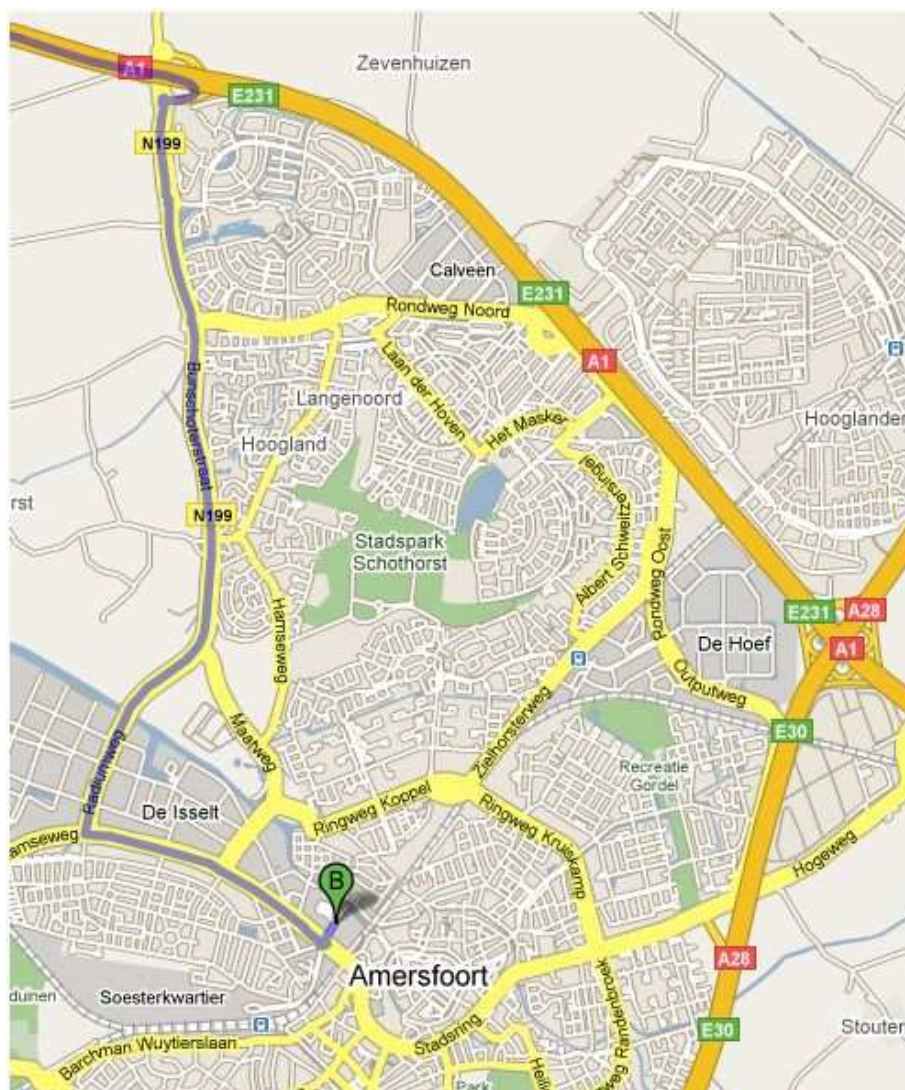 Zevenhuizen
A1
E231
N199
Calveen
E231
Rondweg Noord
A1
Laan der Hoven
Langenoord
Het Masker
Hooglander
Bunschoterstraat
Hoogland
Albert Schweitzersingel
rst
N199
Stadspark
Schothorst
Rondweg Oost
E231
A28
De Hoef
A1
Hamseweg
Outputweg
Maatweg
Zielhorsterweg
E30
Radiumweg
Recreatie
Gordel
De Isselt
Ringweg Koppel
amseweg
Ringweg Kruiskamp
Hogeweg
B
A28
Amersfoort
duinen
Soesterkwartier
Ringweg Randenbroek
E30
Stouten
Stadsring
Barchman Wuytierslaan
Park